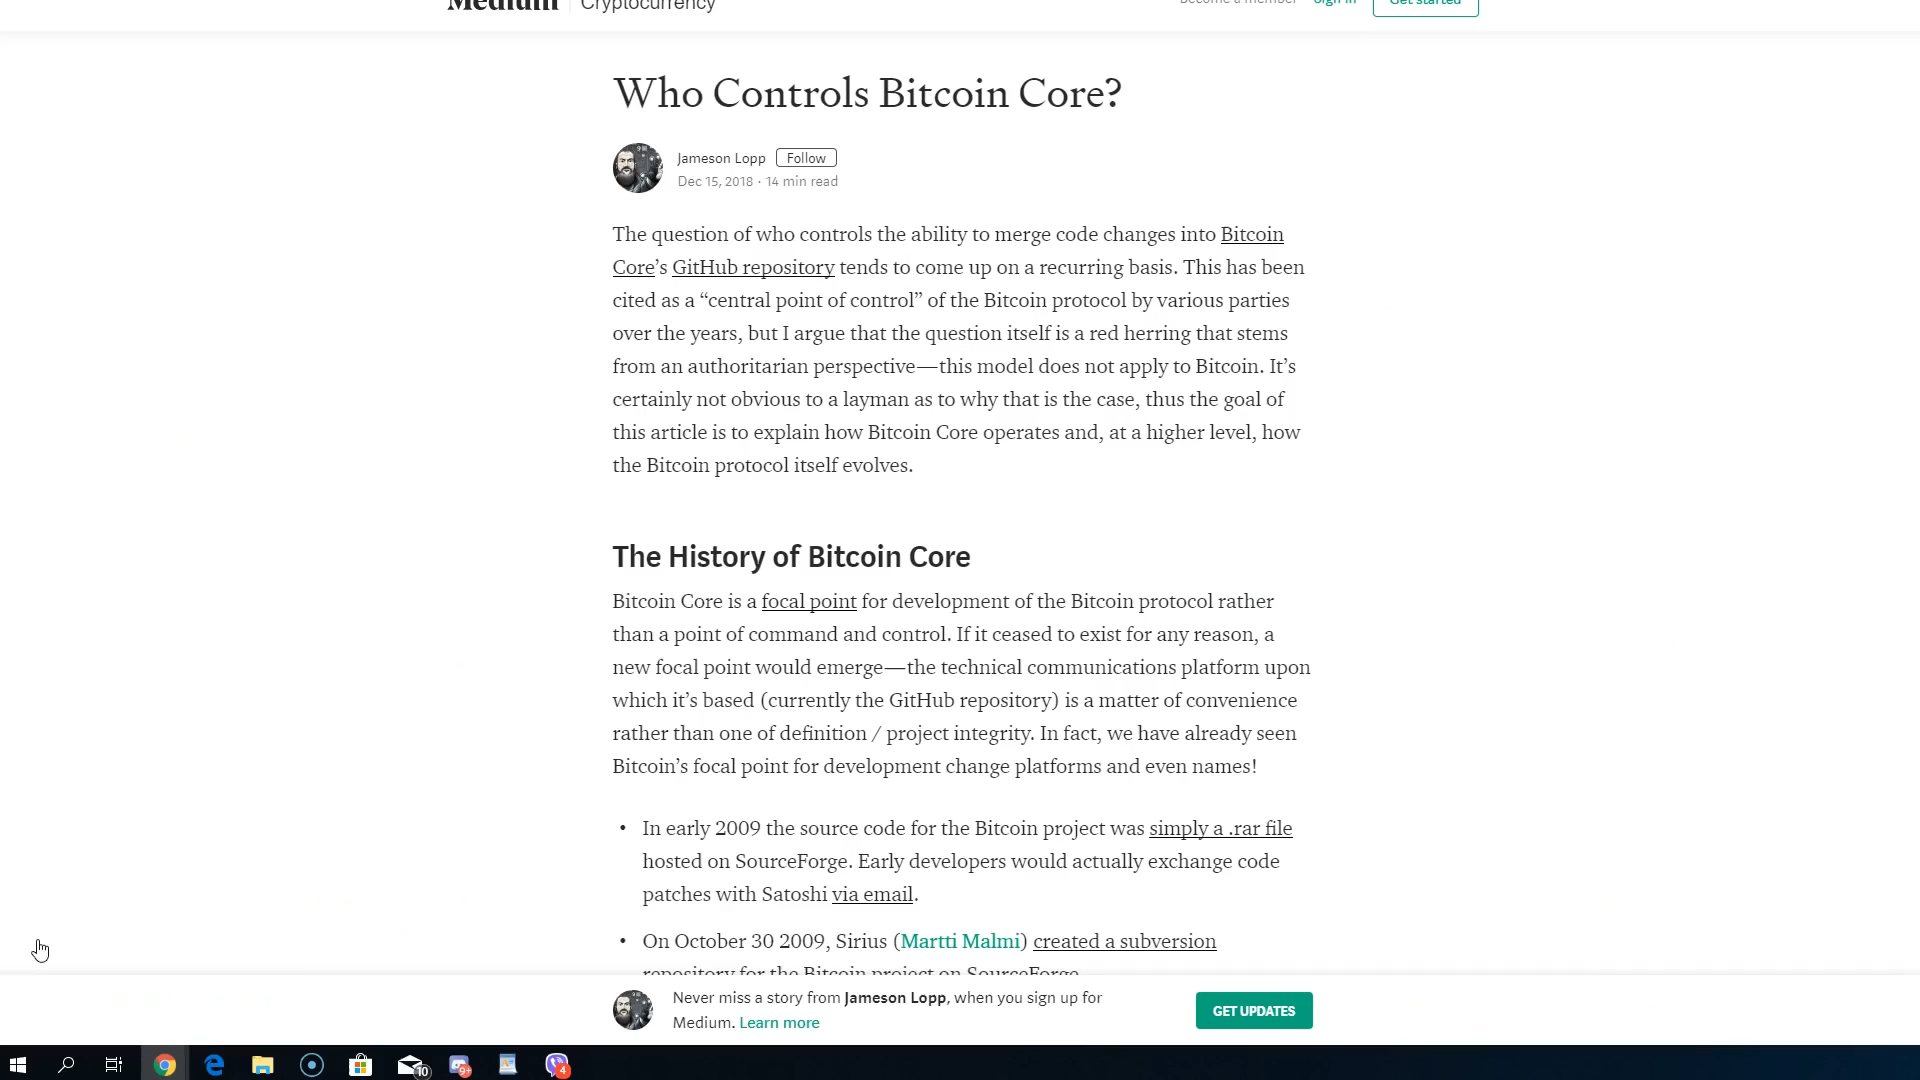 Medium Cryptocurrency
Become a member Sign in Get started
Who Controls Bitcoin Core?
Jameson Lopp Follow
Dec 15, 2018 · 14 min read
The question of who controls the ability to merge code changes into Bitcoin
Core’s GitHub repository tends to come up on a recurring basis. This has been
cited as a “central point of control” of the Bitcoin protocol by various parties
over the years, but I argue that the question itself is a red herring that stems
from an authoritarian perspective — this model does not apply to Bitcoin. It’s
certainly not obvious to a layman as to why that is the case, thus the goal of
this article is to explain how Bitcoin Core operates and, at a higher level, how
the Bitcoin protocol itself evolves.
The History of Bitcoin Core
Bitcoin Core is a focal point for development of the Bitcoin protocol rather
than a point of command and control. If it ceased to exist for any reason, a
new focal point would emerge — the technical communications platform upon
which it’s based (currently the GitHub repository) is a matter of convenience
rather than one of definition / project integrity. In fact, we have already seen
Bitcoin’s focal point for development change platforms and even names!
• In early 2009 the source code for the Bitcoin project was simply a .rar file
hosted on SourceForge. Early developers would actually exchange code
patches with Satoshi via email.
• On October 30 2009, Sirius (Martti Malmi) created a subversion
repository for the Bitcoin project on SourceForge.
Never miss a story from Jameson Lopp, when you sign up for
Medium. Learn more
GET UPDATES
10
9+
4